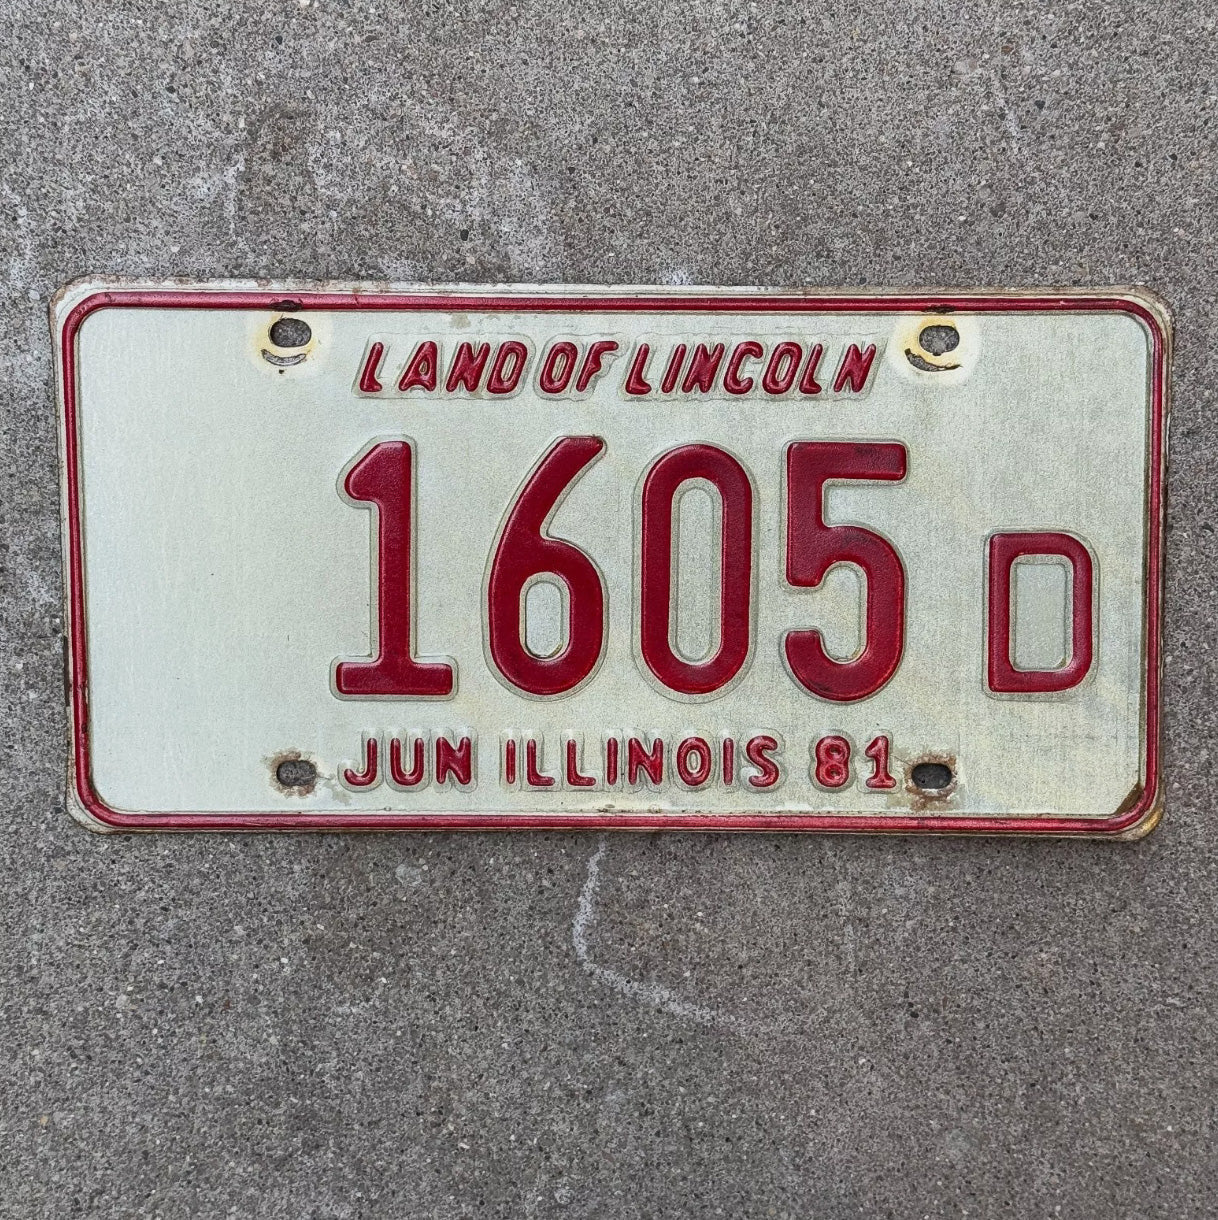 LAND OF LINCOLN
1605 D
JUN ILLINOIS 81